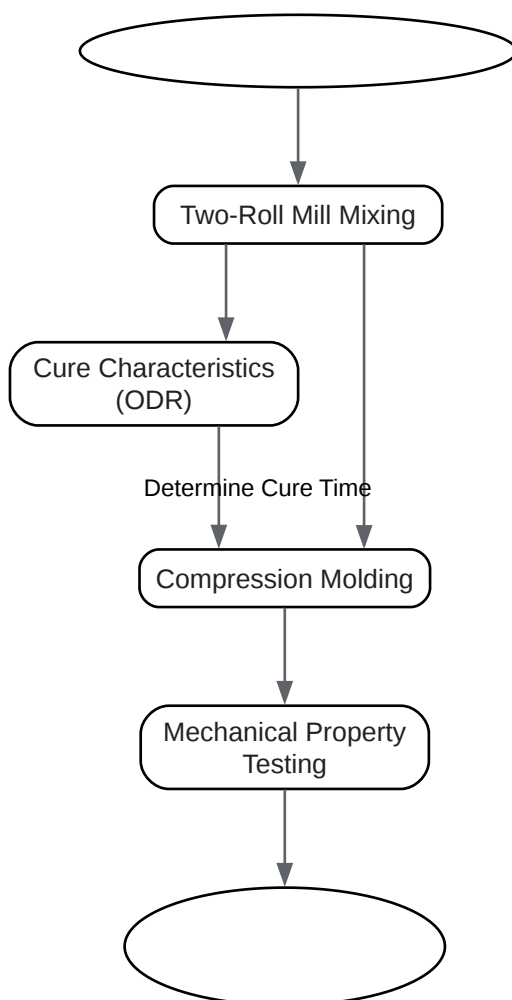 Two-Roll Mill Mixing
Cure Characteristics
(ODR)
Determine Cure Time
Compression Molding
Mechanical Property
Testing